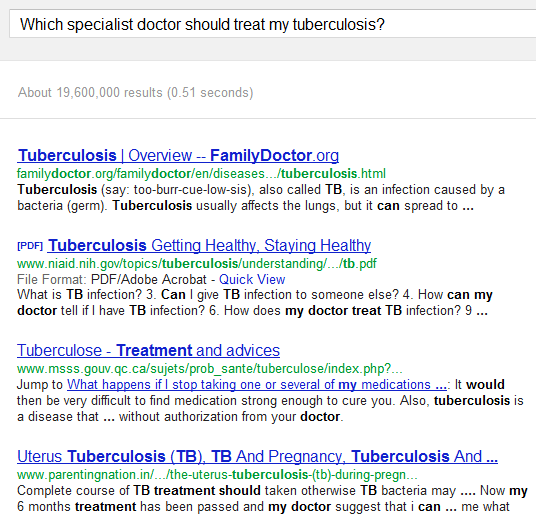 Which specialist doctor should treat my tuberculosis?
About 19,600,000 results (0.51 seconds)
Tuberculosis | Overview -- FamilyDoctor.org
familydoctor.org/familydoctor/en/diseases.../tuberculosis.html
Tuberculosis (say: too-burr-cue-low-sis), also called TB, is an infection caused by a
bacteria (germ). Tuberculosis usually affects the lungs, but it can spread to ...
[PDF] Tuberculosis Getting Healthy, Staying Healthy
www.niaid.nih.gov/topics/tuberculosis/understanding/.../tb.pdf
File Format: PDF/Adobe Acrobat - Quick View
What is TB infection? 3. Can I give TB infection to someone else? 4. How can my
doctor tell if I have TB infection? 6. How does my doctor treat TB infection? 9 ...
Tuberculose - Treatment and advices
www.msss.gouv.qc.ca/sujets/prob_sante/tuberculose/index.php?...
Jump to What happens if I stop taking one or several of my medications ...: It would
then be very difficult to find medication strong enough to cure you. Also, tuberculosis is
a disease that ... without authorization from your doctor.
Uterus Tuberculosis (TB), TB And Pregnancy, Tuberculosis And ...
www.parentingnation.in/.../the-uterus-tuberculosis-(tb)-during-pregn...
Complete course of TB treatment should taken otherwise TB bacteria may .... Now my
6 months treatment has been passed and my doctor suggest that i can ... me what